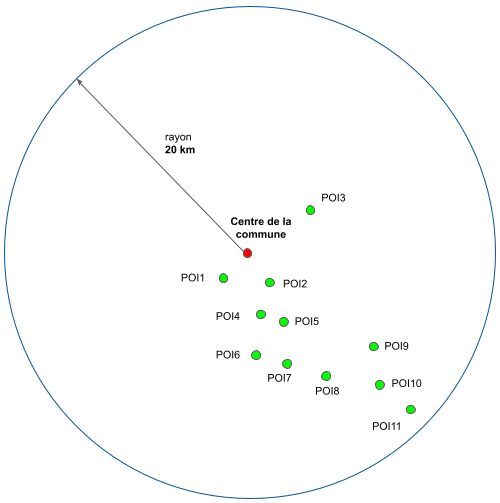 rayon
20 km
POI3
Centre de la
commune
POI1
POI2
POI4
POI5
POI6
POI9
POI7
POI10
POI8
POI11